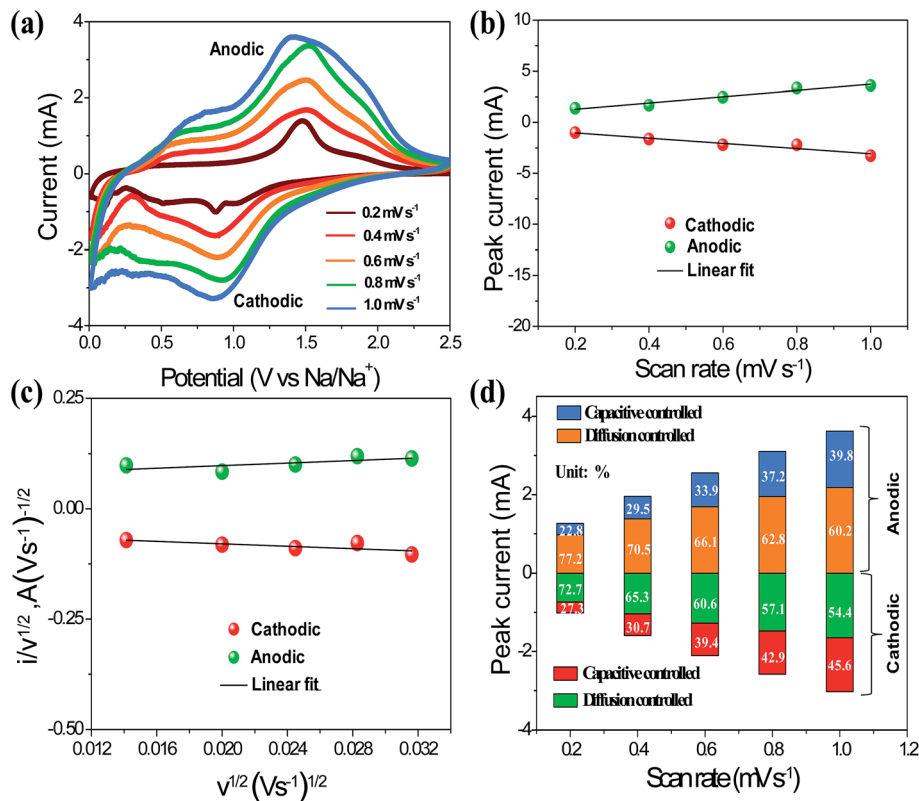 (a)
Anodic
Cathodic
0.2 mV s-1
0.4 mV s-1
0.6 mV s-1
0.8 mV s-1
1.0 mV s-1
Current (mA)
4
2
0
-2
-4
0.0 0.5 1.0 1.5 2.0 2.5
Potential (V vs Na/Na+)
(b)
Peak current (mA)
10
5
0
-5
-10
-15
-20
Cathodic
Anodic
Linear fit
0.2 0.4 0.6 0.8 1.0
Scan rate (mV s-1)
(c)
i/v1/2, A(Vs-1)-1/2
0.25
0.00
-0.25
-0.50
Cathodic
Anodic
Linear fit
0.012 0.016 0.020 0.024 0.028 0.032
v1/2 (Vs-1)1/2
(d)
Capacitive controlled
Diffusion controlled
Unit: %
Peak current (mA)
4
2
0
-2
-4
22.8 29.5 33.9 37.2 39.8
77.2 70.5 66.1 62.8 60.2
72.7 65.3 60.6 57.1 54.4
27.3 30.7 39.4 42.9 45.6
Anodic
Cathodic
Capacitive controlled
Diffusion controlled
0.2 0.4 0.6 0.8 1.0 1.2
Scan rate (mV s-1)